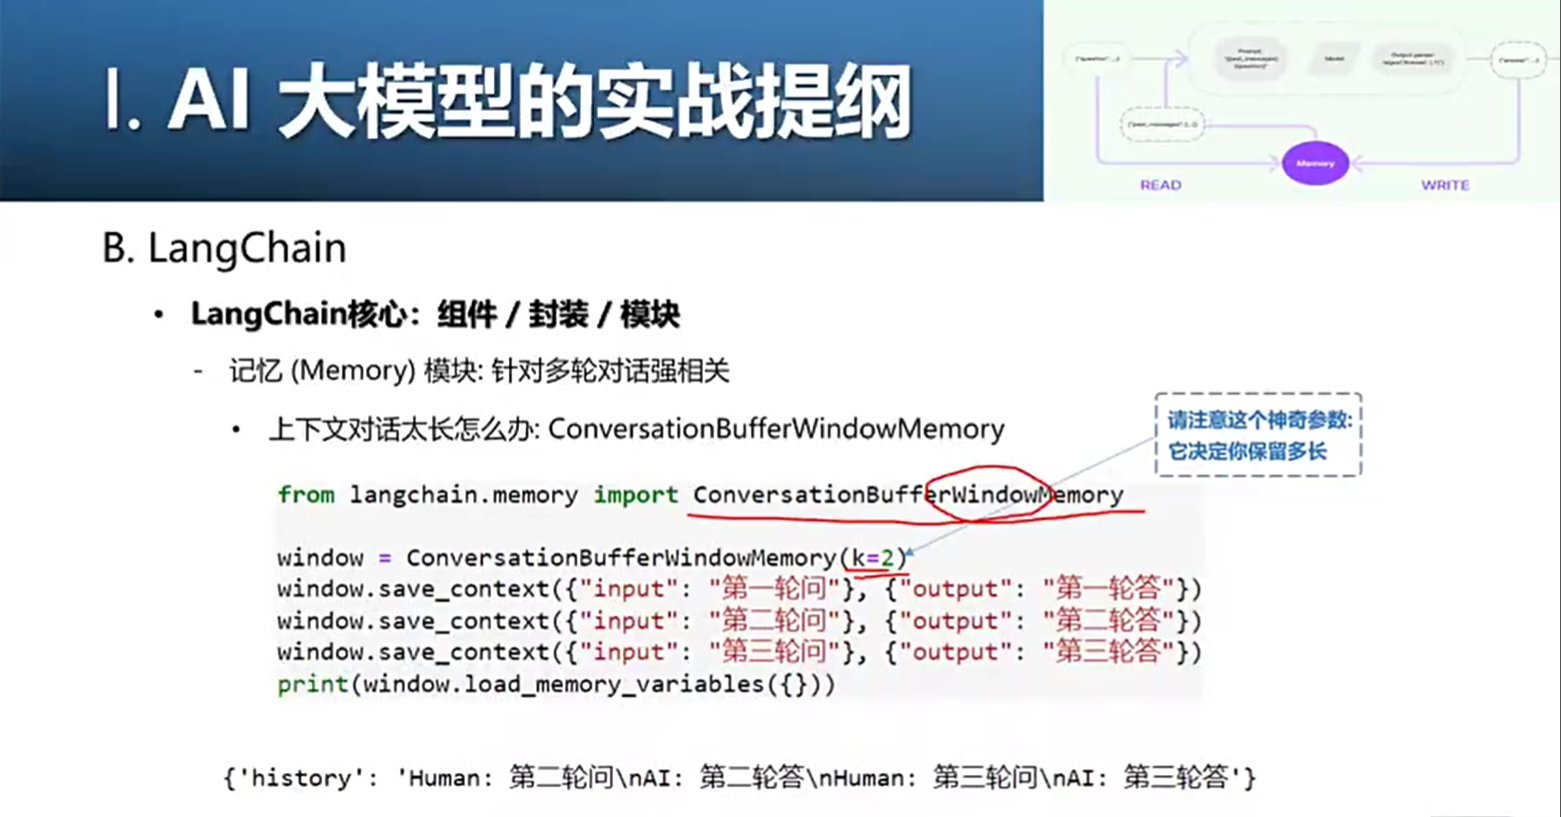 I. AI 大模型的实战提纲
Memory
READ
WRITE
B. LangChain
• LangChain核心：组件 / 封装 / 模块
- 记忆 (Memory) 模块: 针对多轮对话强相关
• 上下文对话太长怎么办: ConversationBufferWindowMemory
请注意这个神奇参数:
它决定你保留多长
from langchain.memory import ConversationBufferWindowMemory
window = ConversationBufferWindowMemory(k=2)
window.save_context({"input": "第一轮问"}, {"output": "第一轮答"})
window.save_context({"input": "第二轮问"}, {"output": "第二轮答"})
window.save_context({"input": "第三轮问"}, {"output": "第三轮答"})
print(window.load_memory_variables({}))
{'history': 'Human: 第二轮问\nAI: 第二轮答\nHuman: 第三轮问\nAI: 第三轮答'}